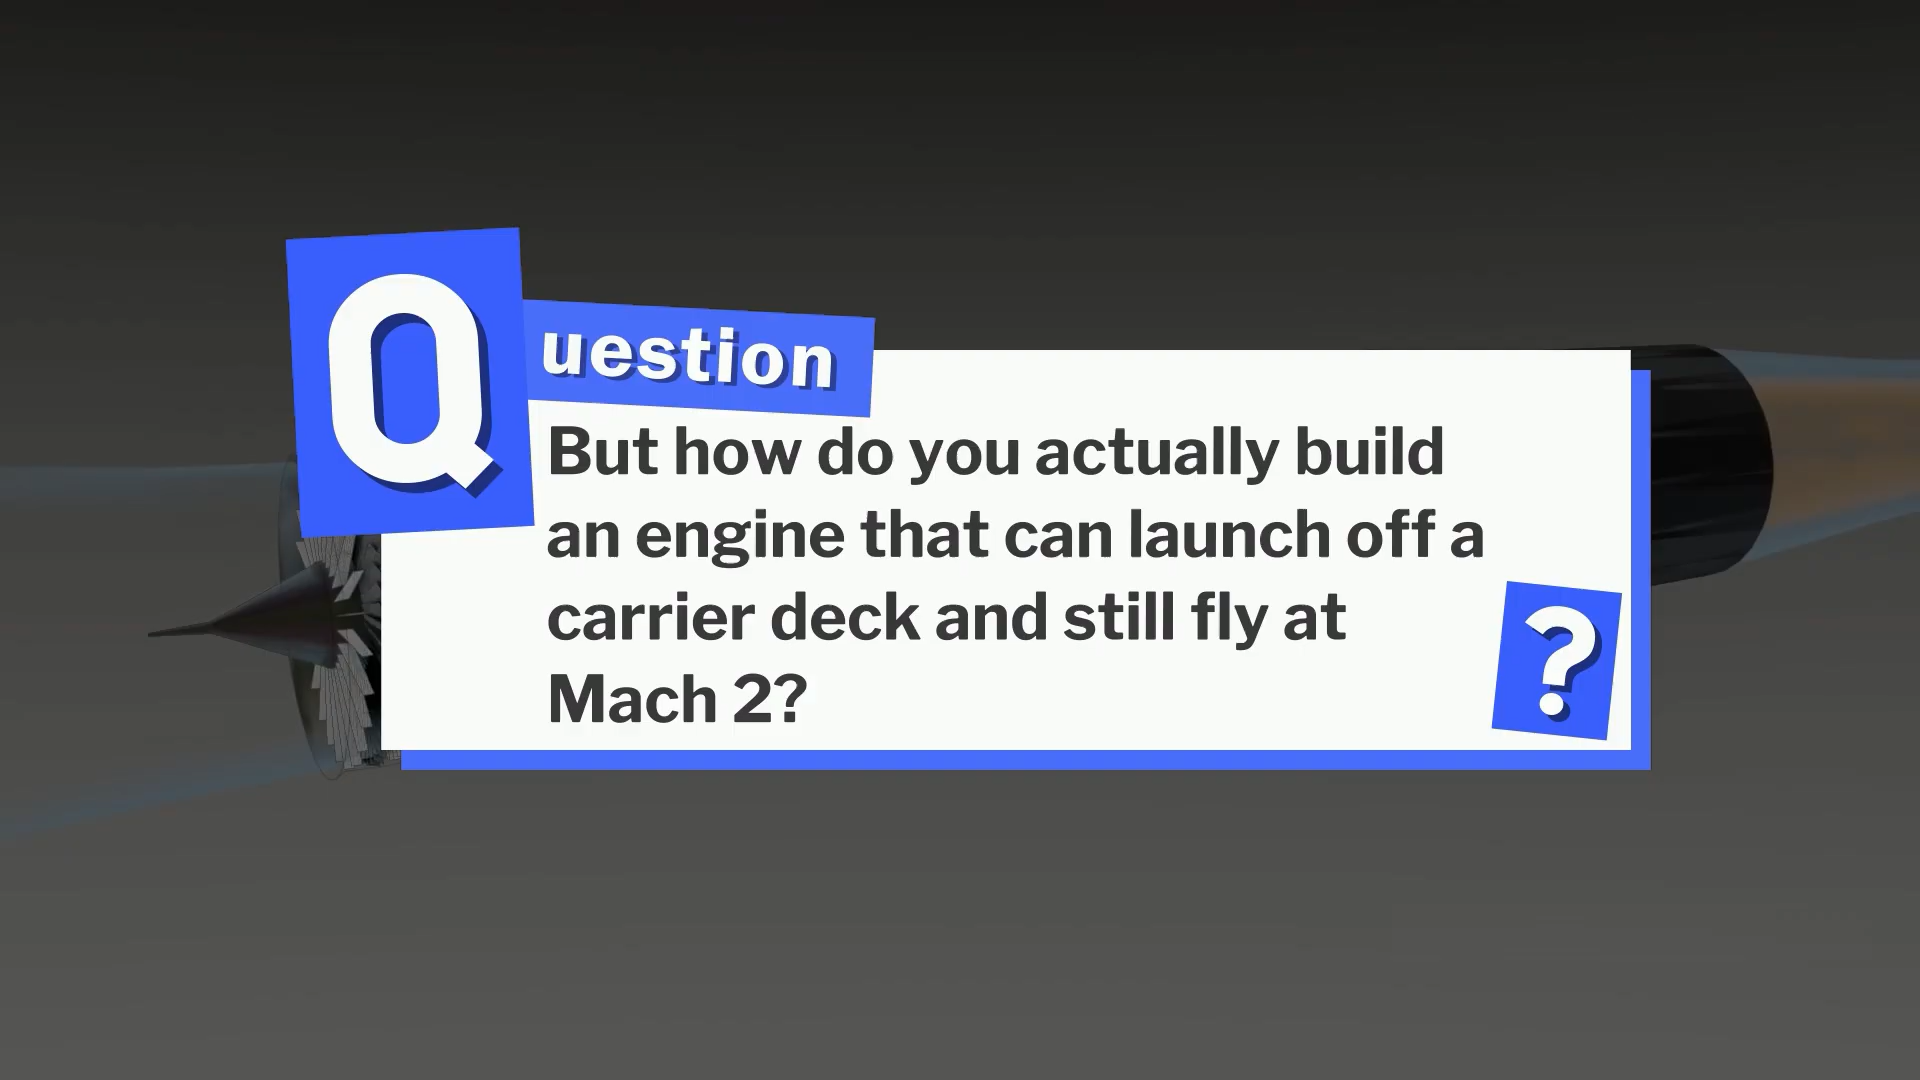 Question
But how do you actually build
an engine that can launch off a
carrier deck and still fly at
Mach 2?
?